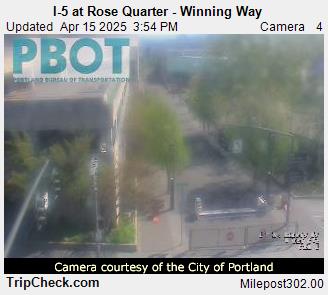 I-5 at Rose Quarter - Winning Way
Updated Apr 15 2025 3:54 PM Camera 4
PBOT
PORTLAND BUREAU OF TRANSPORTATION
Camera courtesy of the City of Portland
TripCheck.com Milepost302.00